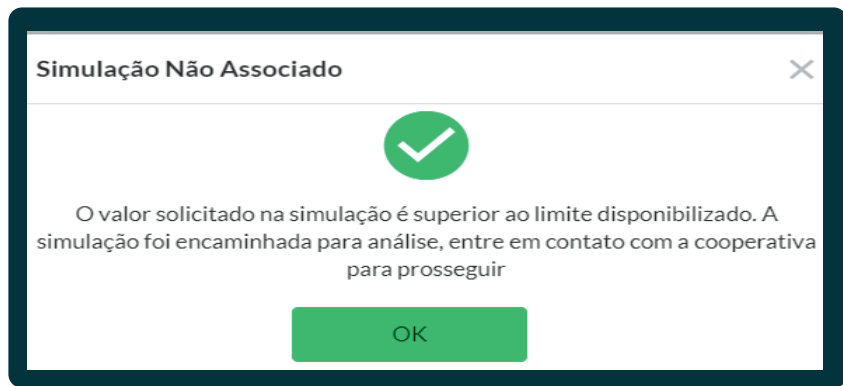 Simulação Não Associado
O valor solicitado na simulação é superior ao limite disponibilizado. A
simulação foi encaminhada para análise, entre em contato com a cooperativa
para prosseguir
OK